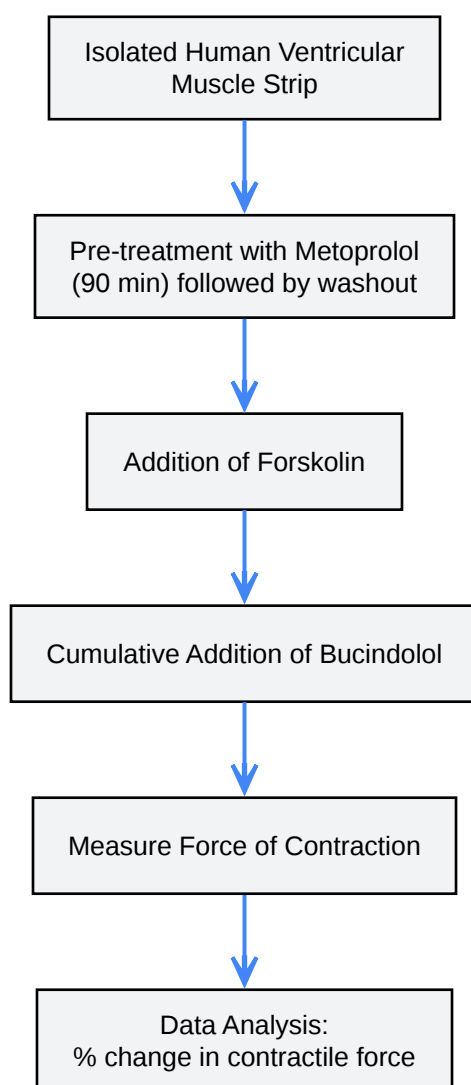 Isolated Human Ventricular
Muscle Strip
Pre-treatment with Metoprolol
(90 min) followed by washout
Addition of Forskolin
Cumulative Addition of Bucindolol
Measure Force of Contraction
Data Analysis:
% change in contractile force